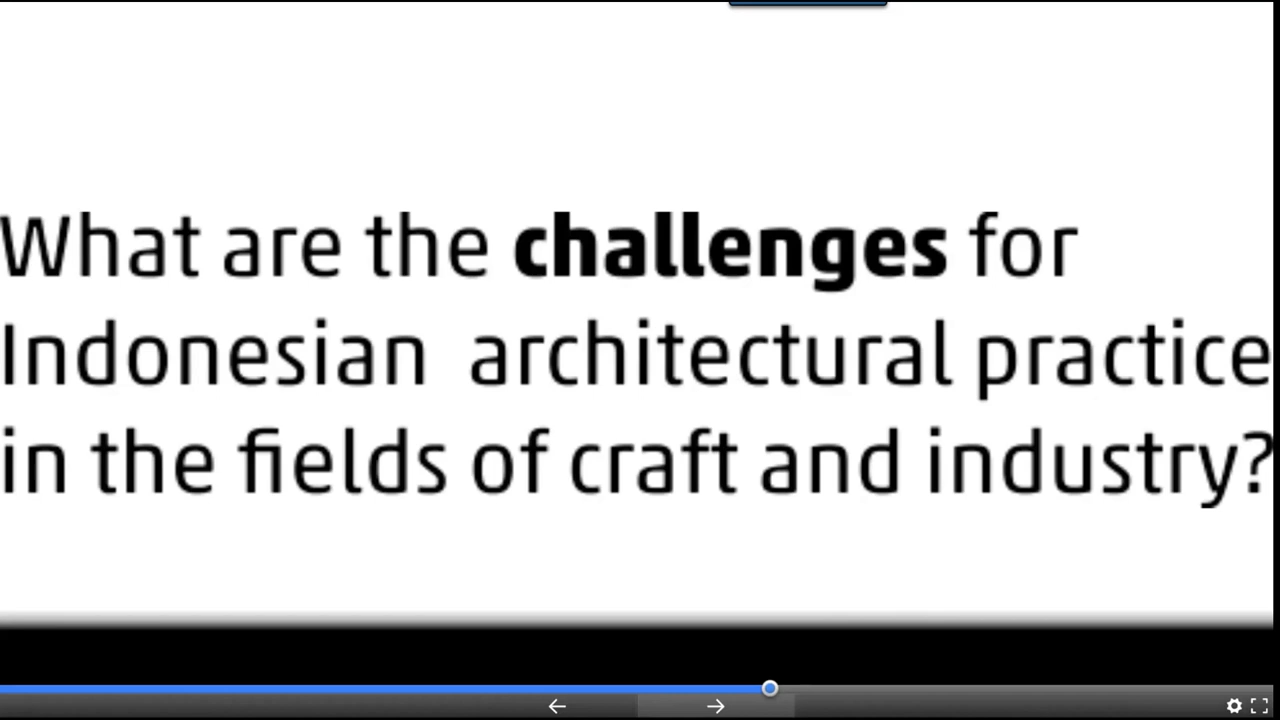 What are the challenges for
Indonesian architectural practice
in the fields of craft and industry?